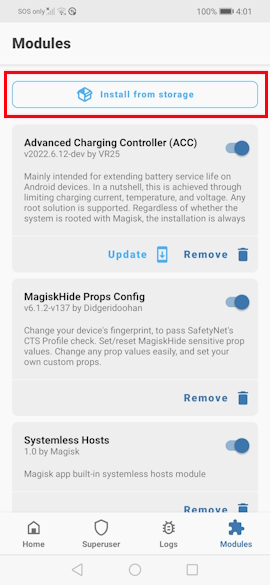 SOS only 100% 4:01
Modules
Install from storage
Advanced Charging Controller (ACC)
v2022.6.12-dev by VR25
Mainly intended for extending battery service life on
Android devices. In a nutshell, this is achieved through
limiting charging current, temperature, and voltage. Any
root solution is supported. Regardless of whether the
system is rooted with Magisk, the installation is always
Update Remove
MagiskHide Props Config
v6.1.2-v137 by Didgeridoohan
Change your device's fingerprint, to pass SafetyNet's
CTS Profile check. Set/reset MagiskHide sensitive prop
values. Change any prop values easily, and set your
own custom props.
Remove
Systemless Hosts
1.0 by Magisk
Magisk app built-in systemless hosts module
Remove
Home Superuser Logs Modules